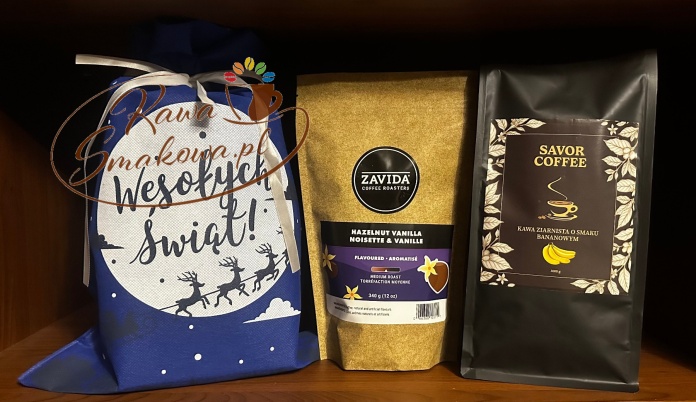 Kawa
Smakowa.pl
Wesołych
Świąt!
ZAVIDA
COFFEE ROASTERS
HAZELNUT VANILLA
NOISETTE & VANILLE
FLAVOURED • AROMATISÉ
MEDIUM ROAST
TORRÉFACTION MOYENNE
340 g (12 oz)
SAVOR
COFFEE
KAWA ZIARNISTA O SMAKU
BANANOWYM